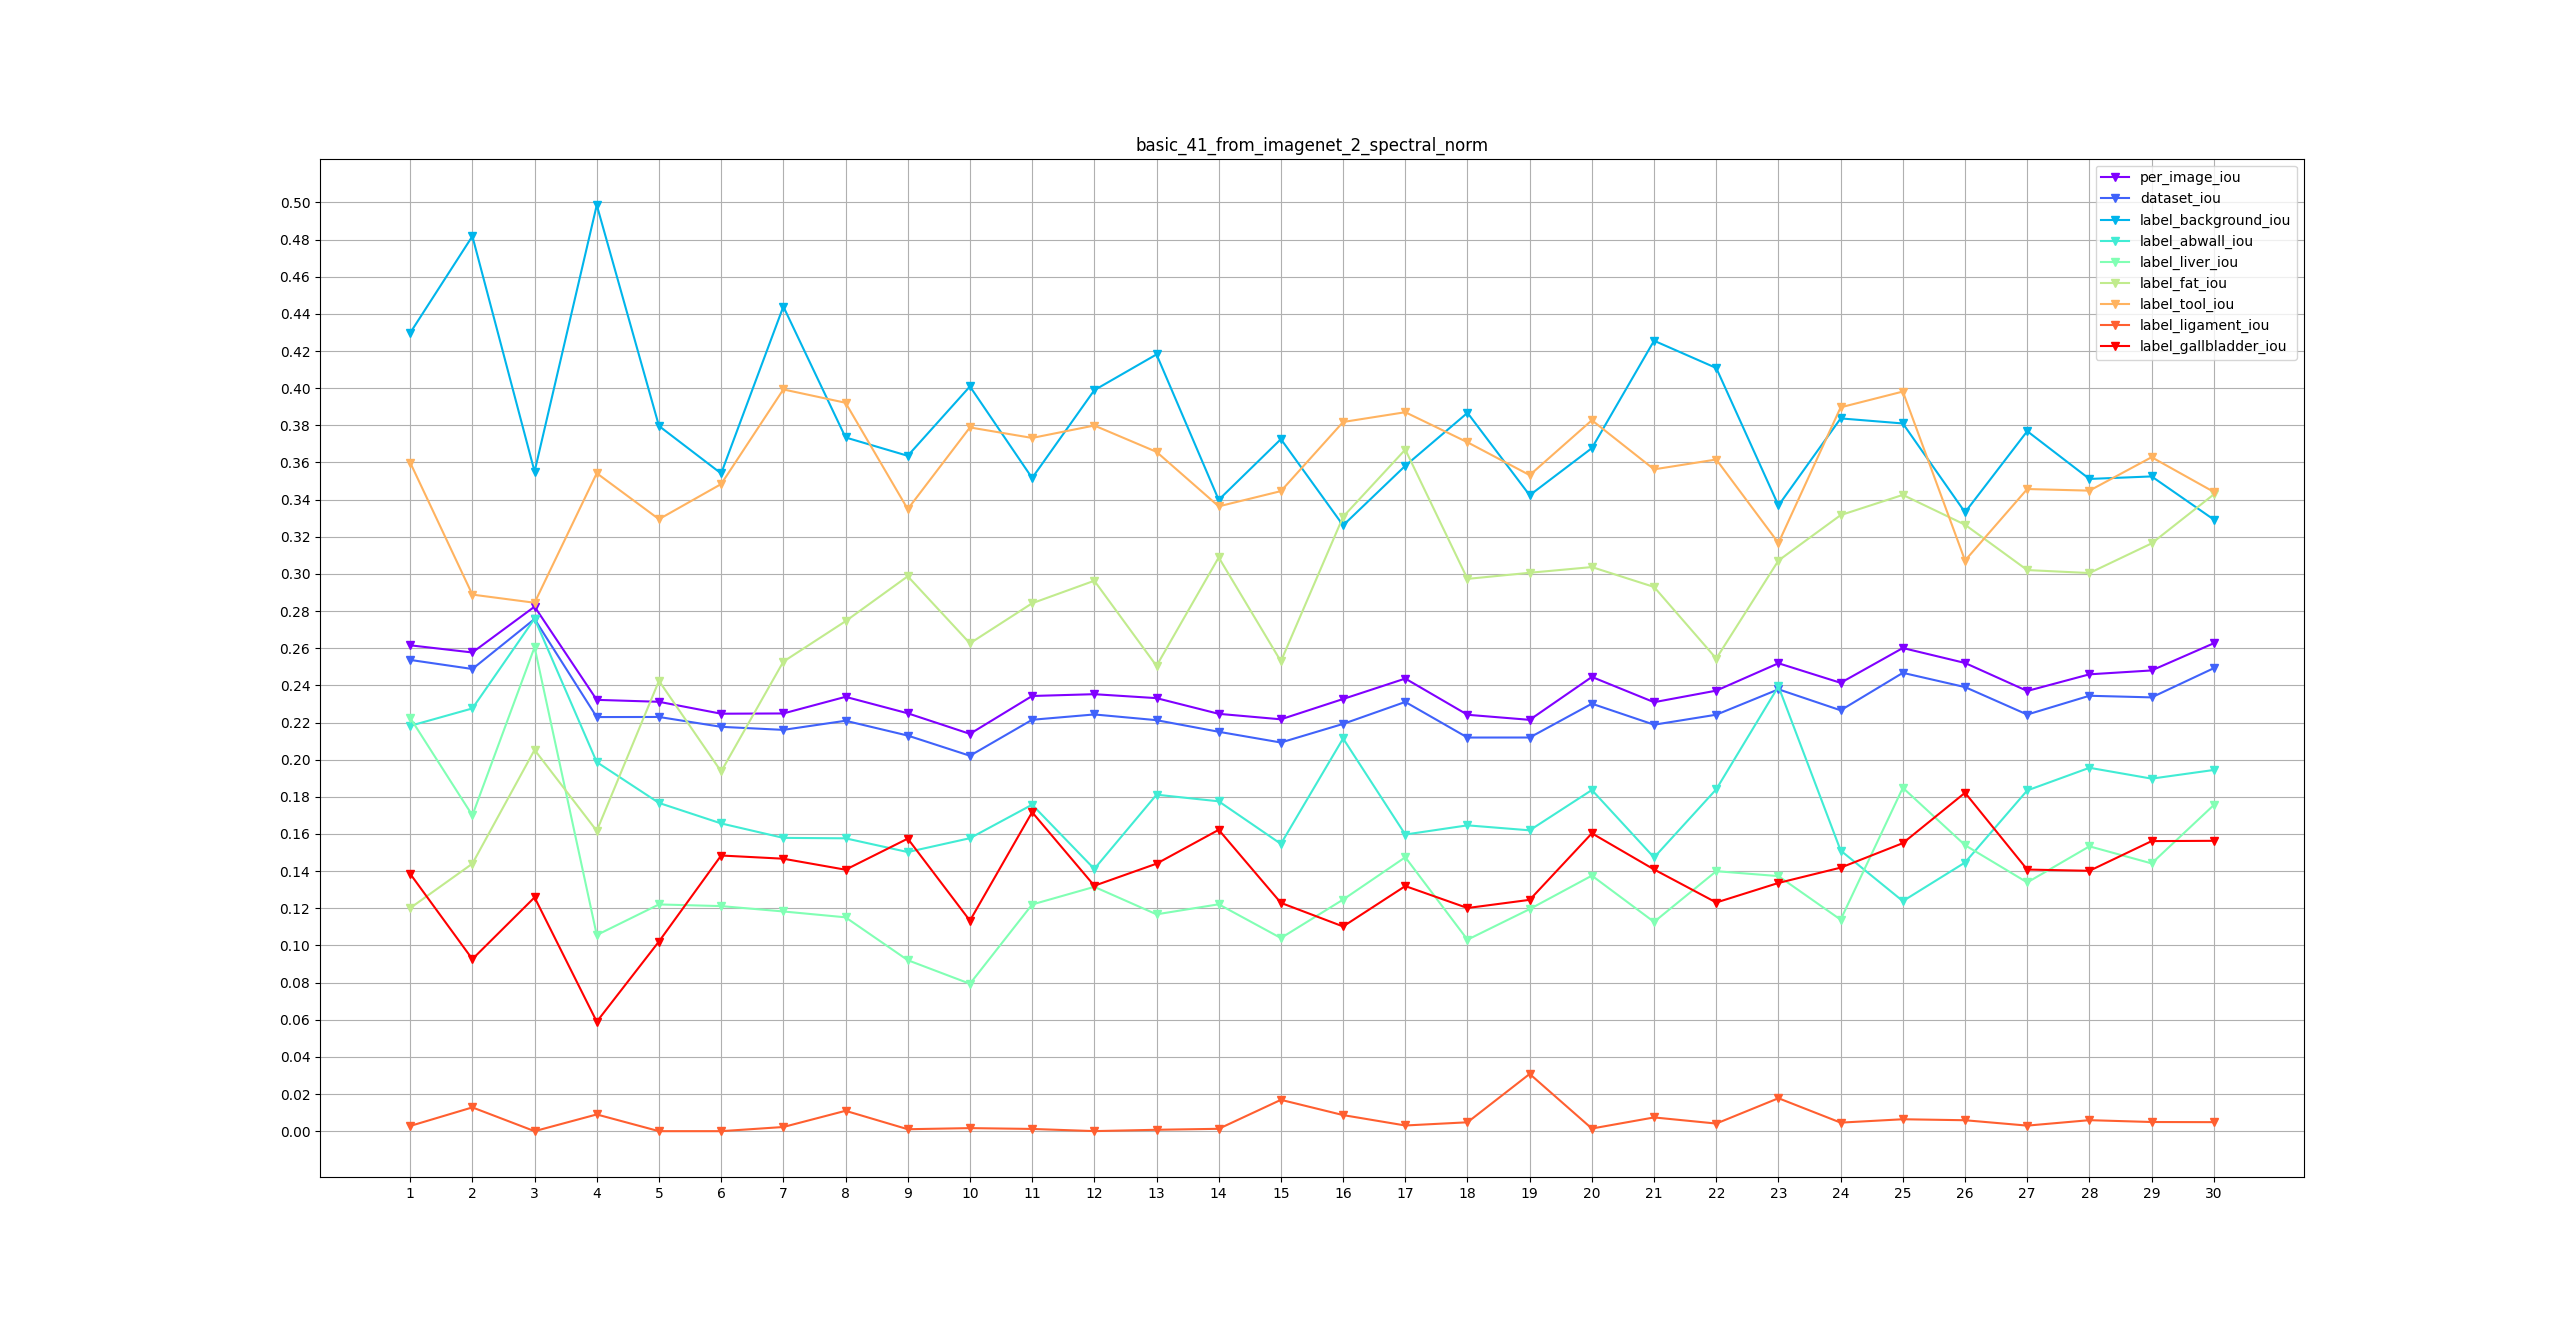 basic_41_from_imagenet_2_spectral_norm
per_image_iou
dataset_iou
label_background_iou
label_abwall_iou
label_liver_iou
label_fat_iou
label_tool_iou
label_ligament_iou
label_gallbladder_iou
0.50
0.48
0.46
0.44
0.42
0.40
0.38
0.36
0.34
0.32
0.30
0.28
0.26
0.24
0.22
0.20
0.18
0.16
0.14
0.12
0.10
0.08
0.06
0.04
0.02
0.00
1 2 3 4 5 6 7 8 9 10 11 12 13 14 15 16 17 18 19 20 21 22 23 24 25 26 27 28 29 30